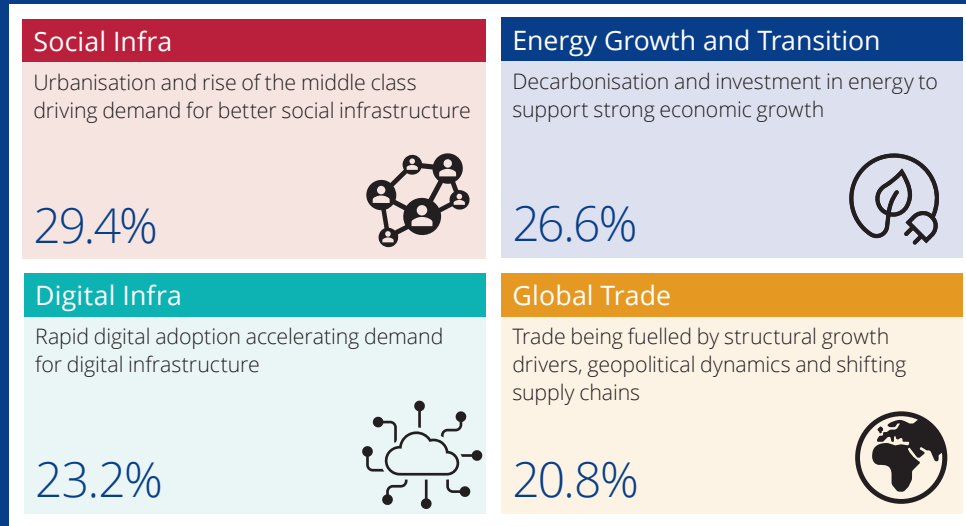 Social Infra
Urbanisation and rise of the middle class
driving demand for better social infrastructure
29.4%
Energy Growth and Transition
Decarbonisation and investment in energy to
support strong economic growth
26.6%
Digital Infra
Rapid digital adoption accelerating demand
for digital infrastructure
23.2%
Global Trade
Trade being fuelled by structural growth
drivers, geopolitical dynamics and shifting
supply chains
20.8%